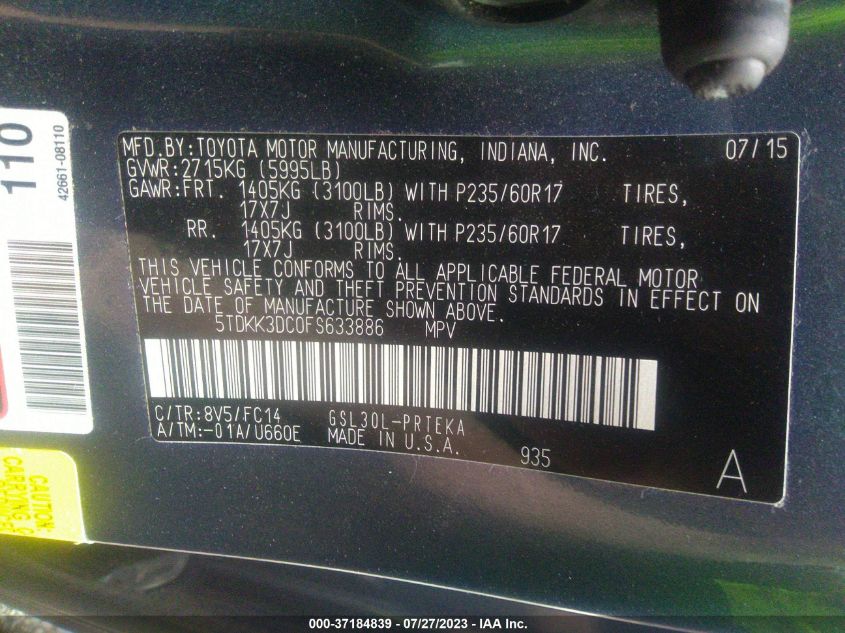 MFD.BY:TOYOTA MOTOR MANUFACTURING, INDIANA, INC. 07/15
GVWR:2715KG (5995LB)
GAWR:FRT. 1405KG (3100LB) WITH P235/60R17 TIRES,
17X7J RIMS.
RR. 1405KG (3100LB) WITH P235/60R17 TIRES,
17X7J RIMS.
THIS VEHICLE CONFORMS TO ALL APPLICABLE FEDERAL MOTOR
VEHICLE SAFETY AND THEFT PREVENTION STANDARDS IN EFFECT ON
THE DATE OF MANUFACTURE SHOWN ABOVE.
5TDKK3DC0FS633886 MPV
C/TR:8V5/FC14 GSL30L-PRTEKA
A/TM:-01A/U660E MADE IN U.S.A. 935
A
110
42661-08110
CAUTION
000-37184839 / 07/27/2023 - IAA Inc.